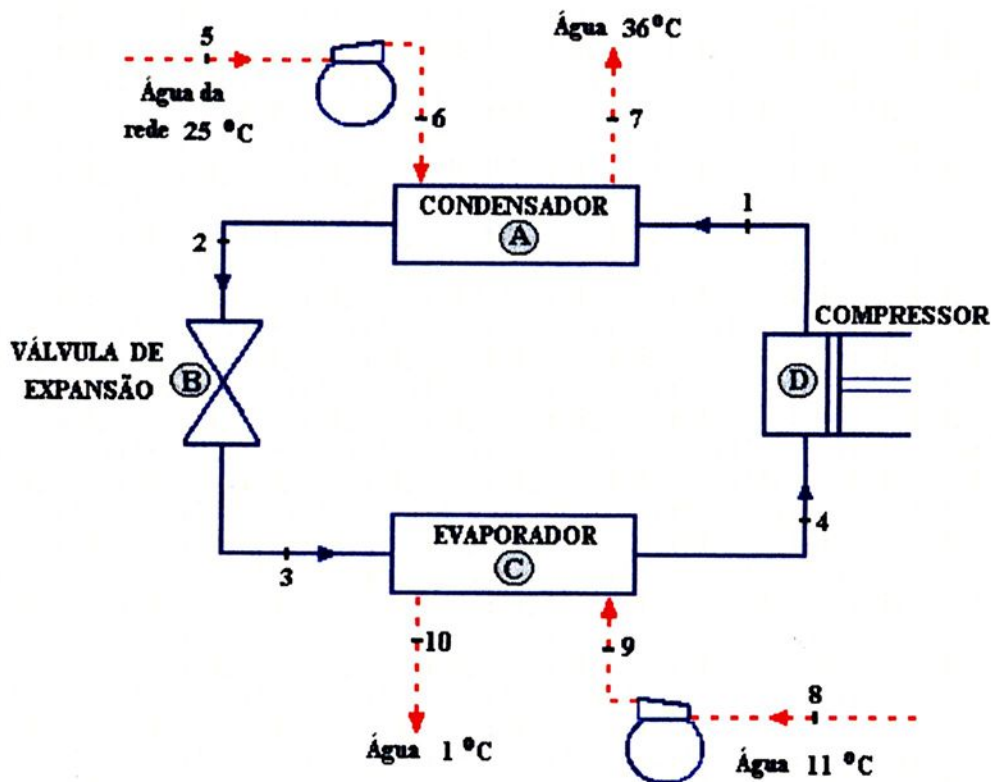 5
Água da
rede 25 °C
6
Água 36°C
7
CONDENSADOR
A
1
2
COMPRESSOR
VÁLVULA DE
EXPANSÃO
B
D
EVAPORADOR
C
3
4
10
9
8
Água 1 °C
Água 11 °C